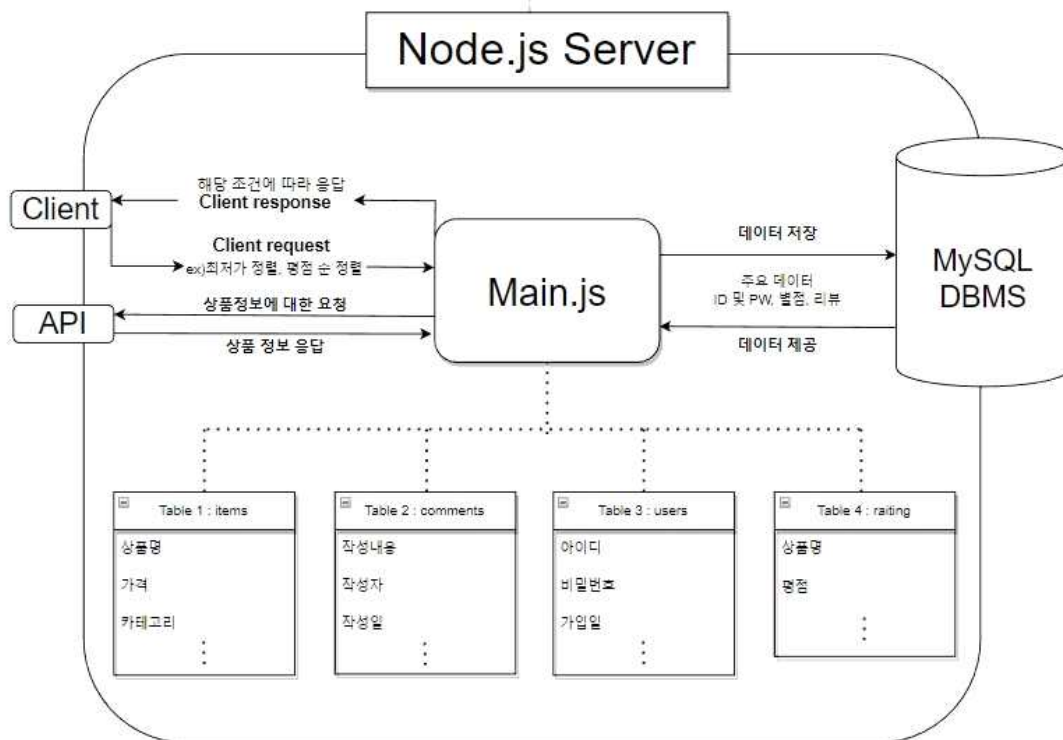 Node.js Server
해당 조건에 따라 응답
Client
Client response
Client request
ex)최저가 정렬, 평점 순 정렬
API
상품정보에 대한 요청
상품 정보 응답
Main.js
데이터 저장
주요 데이터
ID 및 PW, 별점, 리뷰
데이터 제공
MySQL
DBMS
Table 1 : items
상품명
가격
카테고리
Table 2 : comments
작성내용
작성자
작성일
Table 3 : users
아이디
비밀번호
가입일
Table 4 : raiting
상품명
평점